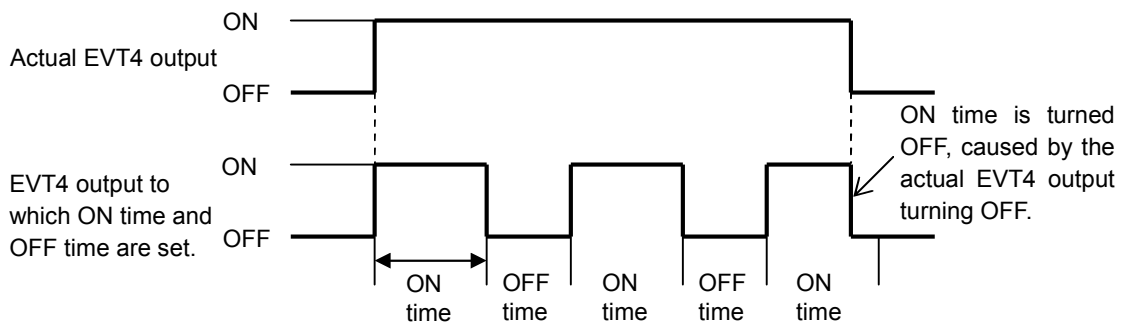 ON
Actual EVT4 output
OFF
ON time is turned
OFF, caused by the
actual EVT4 output
turning OFF.
ON
EVT4 output to
which ON time and
OFF time are set.
OFF
ON
time
OFF
time
ON
time
OFF
time
ON
time